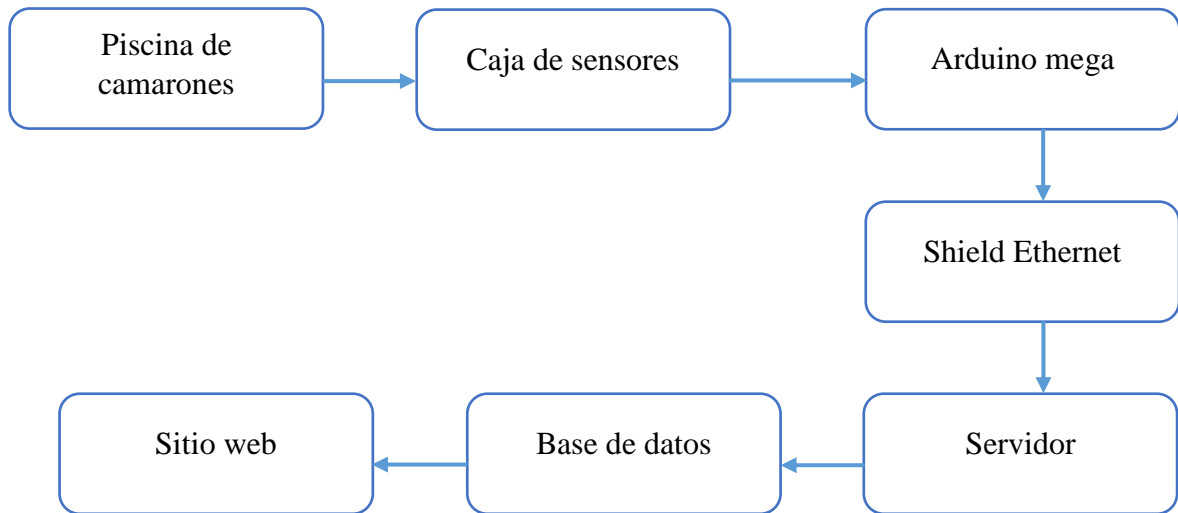 Piscina de
camarones
Caja de sensores
Arduino mega
Shield Ethernet
Servidor
Base de datos
Sitio web